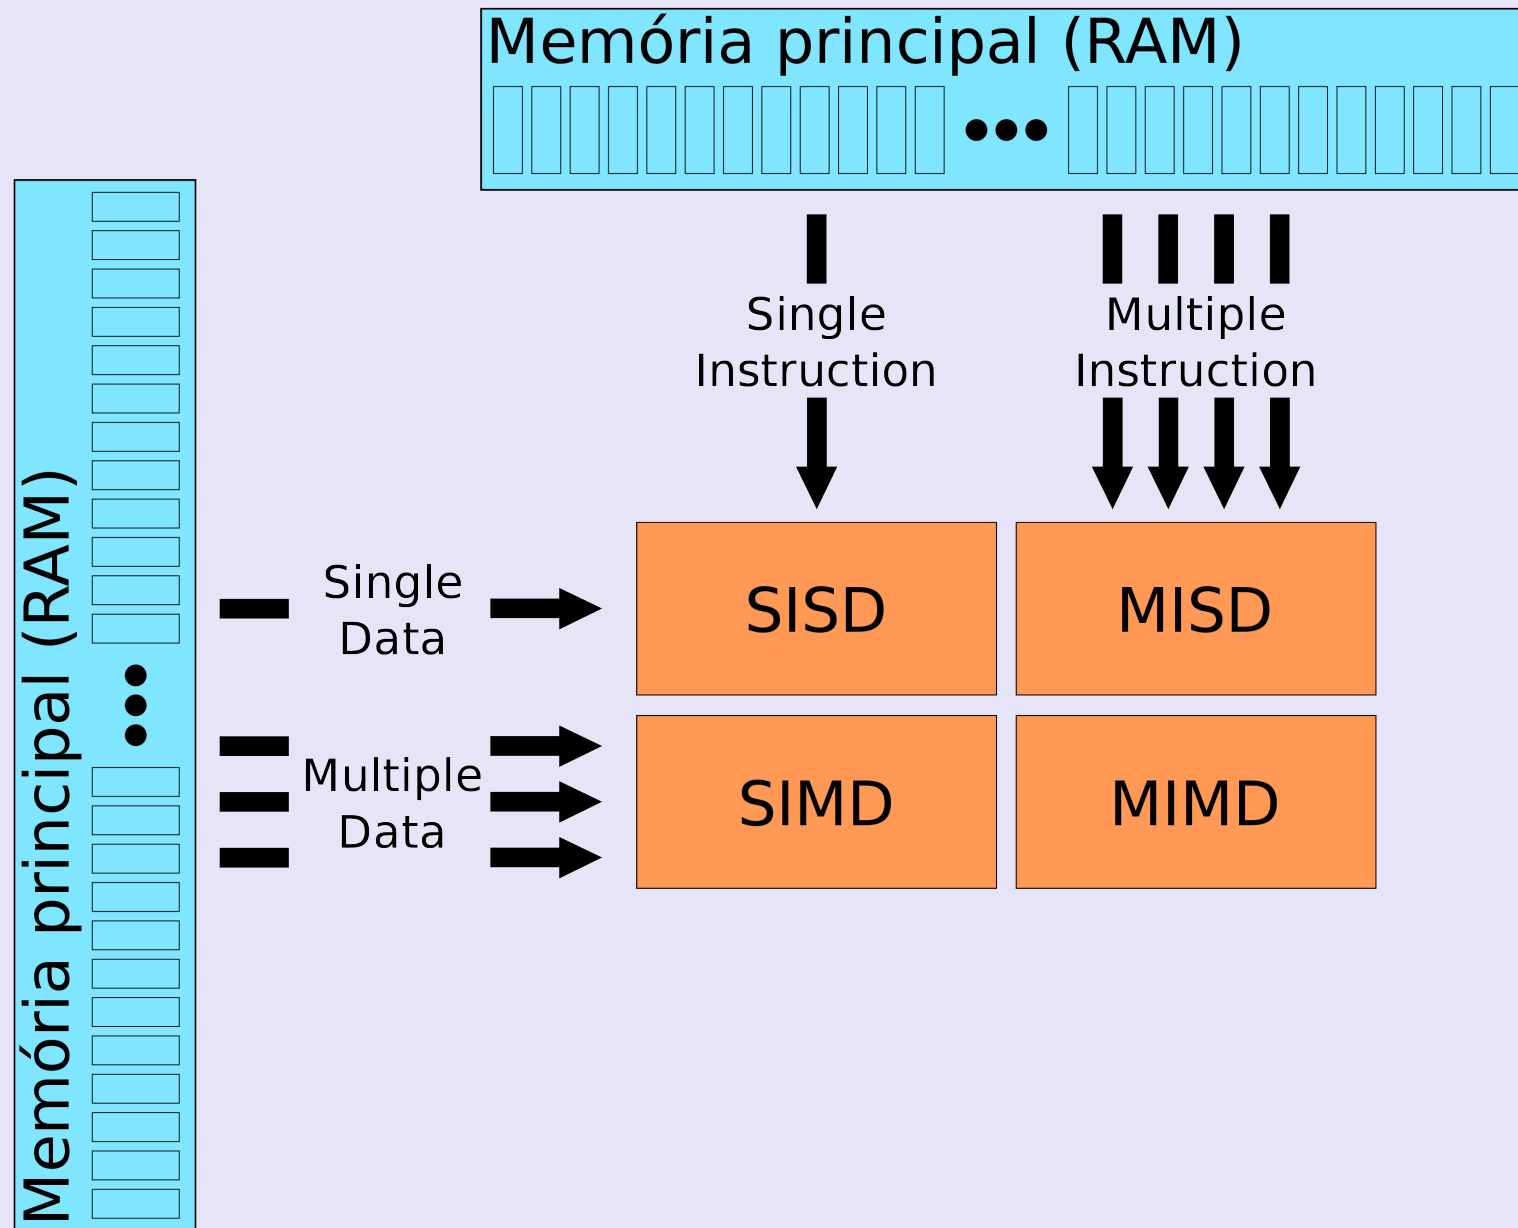 Memória principal (RAM)
Memória principal (RAM)
Single
Instruction
Multiple
Instruction
Single
Data
SISD
MISD
Multiple
Data
SIMD
MIMD